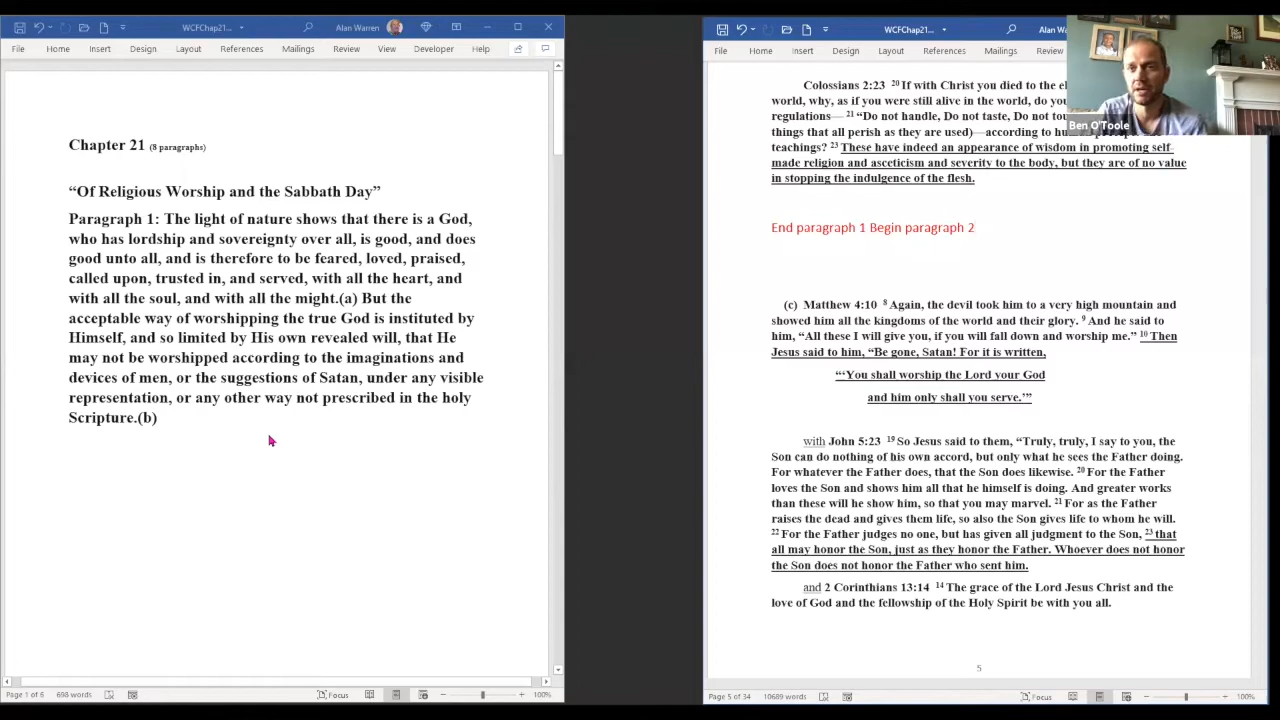 WCFChap21...
Alan Warren
File Home Insert Design Layout References Mailings Review View Developer Help
Chapter 21 (8 paragraphs)
“Of Religious Worship and the Sabbath Day”
Paragraph 1: The light of nature shows that there is a God,
who has lordship and sovereignty over all, is good, and does
good unto all, and is therefore to be feared, loved, praised,
called upon, trusted in, and served, with all the heart, and
with all the soul, and with all the might.(a) But the
acceptable way of worshipping the true God is instituted by
Himself, and so limited by His own revealed will, that He
may not be worshipped according to the imaginations and
devices of men, or the suggestions of Satan, under any visible
representation, or any other way not prescribed in the holy
Scripture.(b)
Page 1 of 6 698 words Focus 100%
WCFChap21...
Alan Wa
File Home Insert Design Layout References Mailings Review
Ben O'Toole
Colossians 2:23 20 If with Christ you died to the
world, why, as if you were still alive in the world, do
regulations— 21 “Do not handle, Do not taste, Do not
things that all perish as they are used)—according to
teachings? 23 These have indeed an appearance of wisdom in promoting self-
made religion and asceticism and severity to the body, but they are of no value
in stopping the indulgence of the flesh.
End paragraph 1 Begin paragraph 2
(c) Matthew 4:10 8 Again, the devil took him to a very high mountain and
showed him all the kingdoms of the world and their glory. 9 And he said to
him, “All these I will give you, if you will fall down and worship me.” 10 Then
Jesus said to him, “Be gone, Satan! For it is written,
“‘You shall worship the Lord your God
and him only shall you serve.’”
with John 5:23 19 So Jesus said to them, “Truly, truly, I say to you, the
Son can do nothing of his own accord, but only what he sees the Father doing.
For whatever the Father does, that the Son does likewise. 20 For the Father
loves the Son and shows him all that he himself is doing. And greater works
than these will he show him, so that you may marvel. 21 For as the Father
raises the dead and gives them life, so also the Son gives life to whom he will.
22 For the Father judges no one, but has given all judgment to the Son, 23 that
all may honor the Son, just as they honor the Father. Whoever does not honor
the Son does not honor the Father who sent him.
and 2 Corinthians 13:14 14 The grace of the Lord Jesus Christ and the
love of God and the fellowship of the Holy Spirit be with you all.
5
Page 5 of 34 10689 words Focus 100%